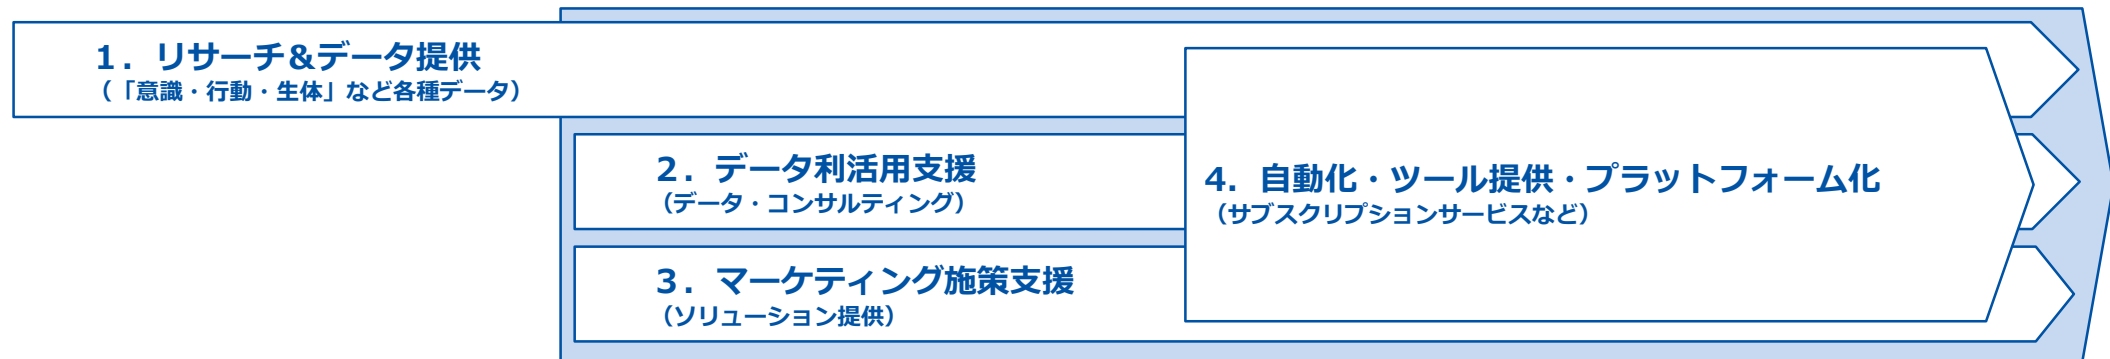 1．リサーチ&データ提供
（「意識・行動・生体」など各種データ）
2．データ利活用支援
（データ・コンサルティング）
4．自動化・ツール提供・プラットフォーム化
（サブスクリプションサービスなど）
3．マーケティング施策支援
（ソリューション提供）